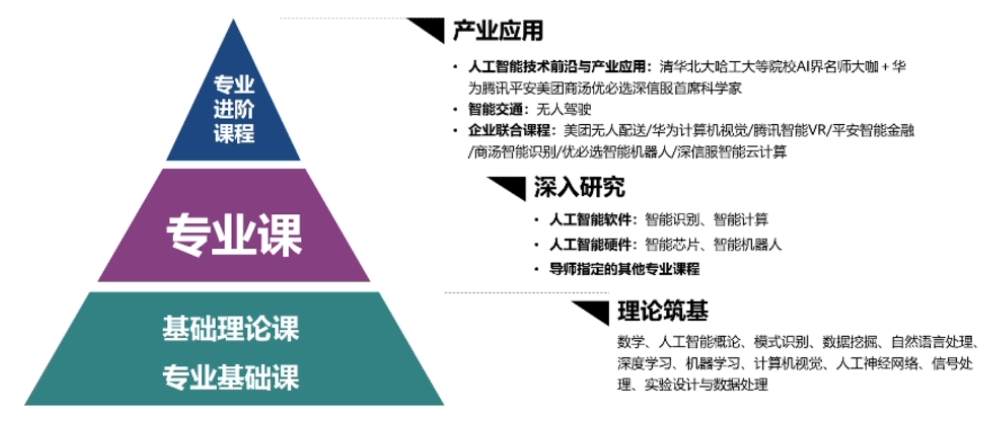 专业
进阶
课程
产业应用
• 人工智能技术前沿与产业应用：清华北大哈工大等院校AI界名师大咖+华
为腾讯平安美团商汤优必选深信服首席科学家
• 智能交通：无人驾驶
• 企业联合课程：美团无人配送/华为计算机视觉/腾讯智能VR/平安智能金融
/商汤智能识别/优必选智能机器人/深信服智能云计算
专业课
深入研究
• 人工智能软件：智能识别、智能计算
• 人工智能硬件：智能芯片、智能机器人
• 导师指定的其他专业课程
基础理论课
专业基础课
理论筑基
数学、人工智能概论、模式识别、数据挖掘、自然语言处理、
深度学习、机器学习、计算机视觉、人工神经网络、信号处
理、实验设计与数据处理